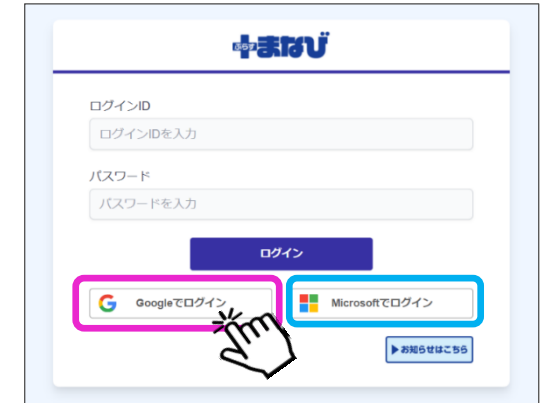 ぷらす
まなび
ログインID
ログインIDを入力
パスワード
パスワードを入力
ログイン
Googleでログイン
Microsoftでログイン
▶お知らせはこちら